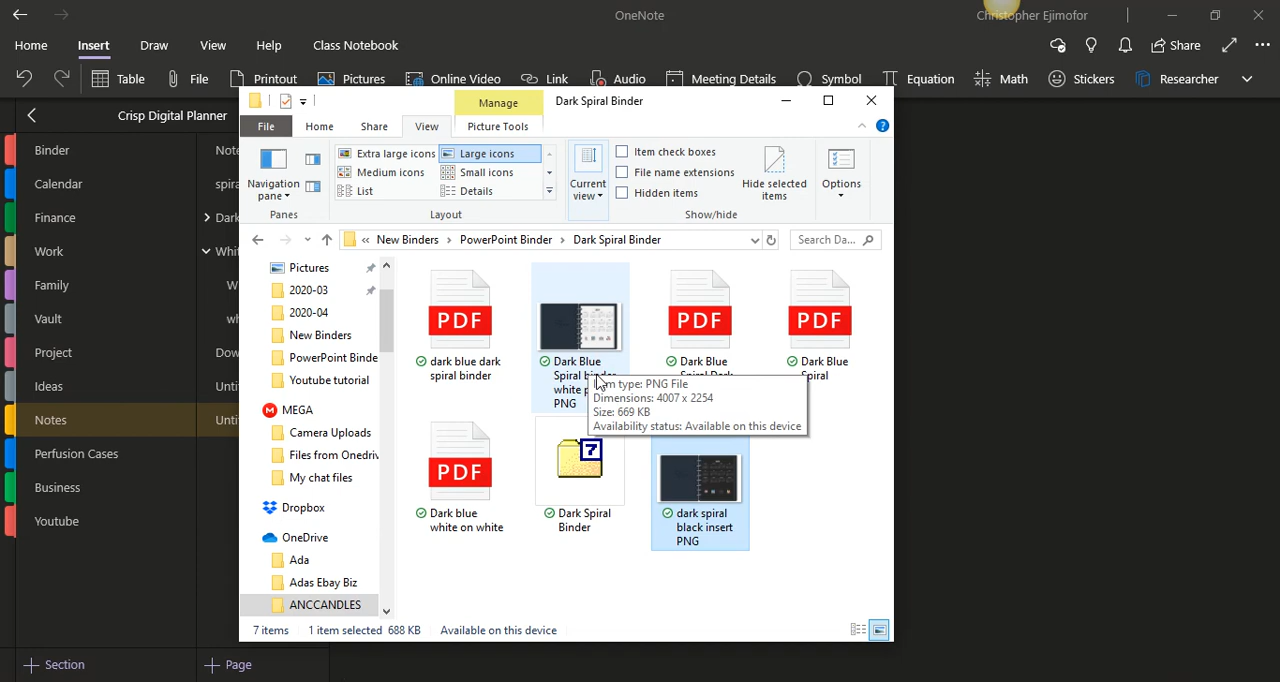 OneNote
Christopher Ejimofor
Home Insert Draw View Help Class Notebook
Share
Table File Printout Pictures Online Video Link Audio Meeting Details Symbol Equation Math Stickers Researcher
Crisp Digital Planner
Binder
Calendar
Finance
Work
Family
Vault
Project
Ideas
Notes
Perfusion Cases
Business
Youtube
Section
Page
Manage
Dark Spiral Binder
File Home Share View Picture Tools
Navigation pane
Panes
Extra large icons Large icons
Medium icons Small icons
List Details
Layout
Current view
Item check boxes
File name extensions
Hidden items
Hide selected items
Show/hide
Options
« New Binders › PowerPoint Binder › Dark Spiral Binder
Search Da...
Pictures
2020-03
2020-04
New Binders
PowerPoint Binde
Youtube tutorial
MEGA
Camera Uploads
Files from Onedriv
My chat files
Dropbox
OneDrive
Ada
Adas Ebay Biz
ANCCANDLES
PDF
dark blue dark
spiral binder
Dark Blue
Spiral
white
PNG
PDF
Dark Blue
PDF
Dark Blue
Spiral
type: PNG File
Dimensions: 4007 x 2254
Size: 669 KB
Availability status: Available on this device
PDF
Dark blue
white on white
?
Dark Spiral
Binder
dark spiral
black insert
PNG
7 items 1 item selected 688 KB Available on this device